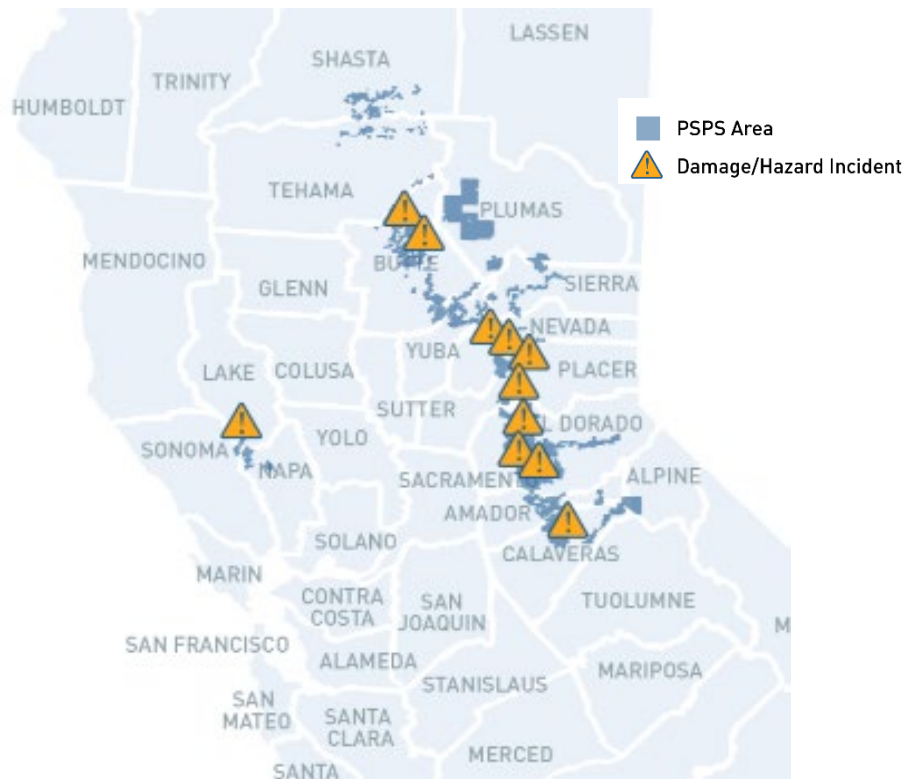 LASSEN
SHASTA
TRINITY
HUMBOLDT
PSPS Area
Damage/Hazard Incident
TEHAMA
PLUMAS
MENDOCINO
BUTTE
GLENN
SIERRA
NEVADA
YUBA
LAKE
COLUSA
PLACER
SUTTER
EL DORADO
YOLO
SONOMA
NAPA
SACRAMENTO
ALPINE
AMADOR
SOLANO
CALAVERAS
MARIN
CONTRA
COSTA
SAN
JOAQUIN
TUOLUMNE
M
SAN FRANCISCO
ALAMEDA
MARIPOSA
STANISLAUS
SAN
MATEO
SANTA
CLARA
MERCED
SANTA